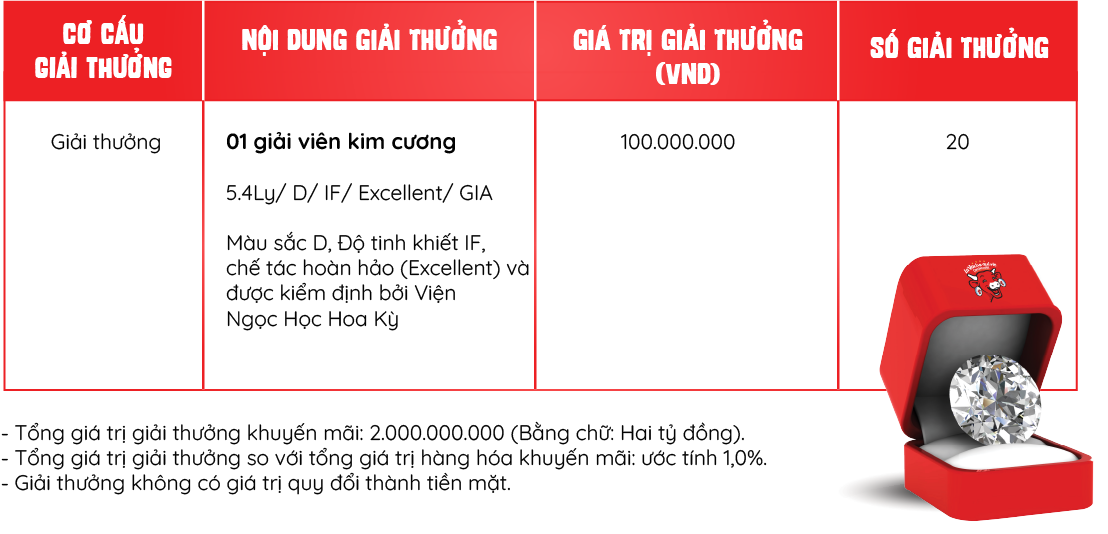 CƠ CẤU
GIẢI THƯỞNG
NỘI DUNG GIẢI THƯỞNG
GIÁ TRỊ GIẢI THƯỞNG
(VND)
SỐ GIẢI THƯỞNG
Giải thưởng
01 giải viên kim cương
5.4Ly/ D/ IF/ Excellent/ GIA
Màu sắc D, Độ tinh khiết IF,
chế tác hoàn hảo (Excellent) và
được kiểm định bởi Viện
Ngọc Học Hoa Kỳ
100.000.000
20
- Tổng giá trị giải thưởng khuyến mãi: 2.000.000.000 (Bằng chữ: Hai tỷ đồng).
- Tổng giá trị giải thưởng so với tổng giá trị hàng hóa khuyến mãi: ước tính 1,0%.
- Giải thưởng không có giá trị quy đổi thành tiền mặt.